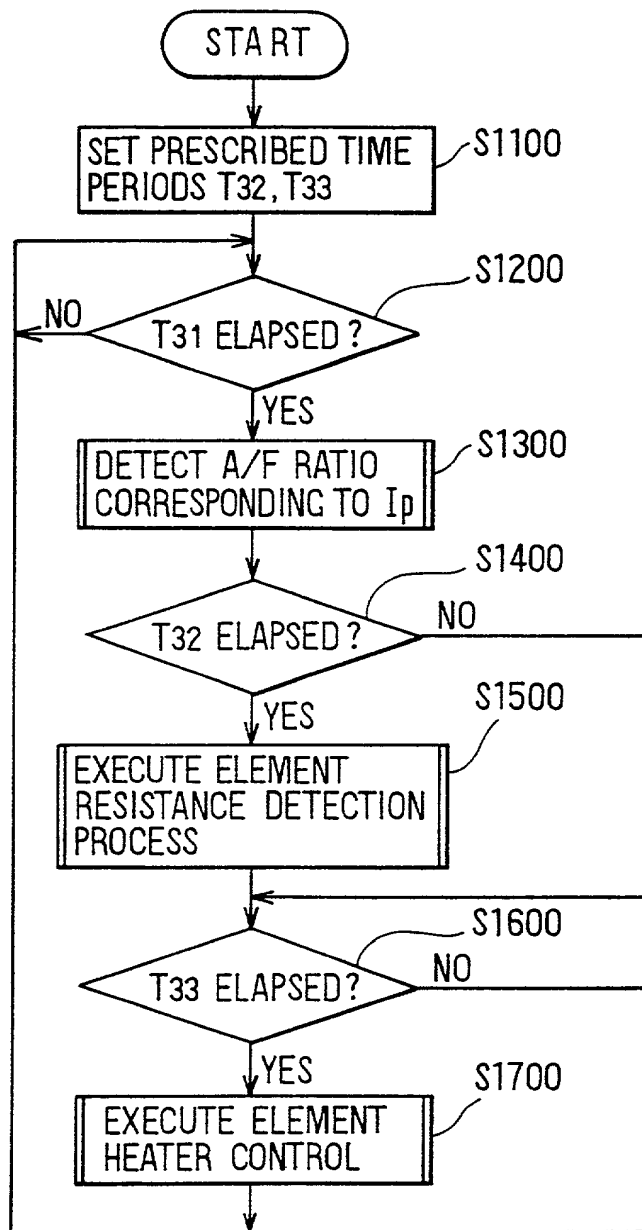 START
SET PRESCRIBED TIME
PERIODS T32, T33
S1100
S1200
NO
T31 ELAPSED?
YES
S1300
DETECT A/F RATIO
CORRESPONDING TO Ip
S1400
T32 ELAPSED?
NO
YES
S1500
EXECUTE ELEMENT
RESISTANCE DETECTION
PROCESS
S1600
T33 ELAPSED?
NO
YES
S1700
EXECUTE ELEMENT
HEATER CONTROL